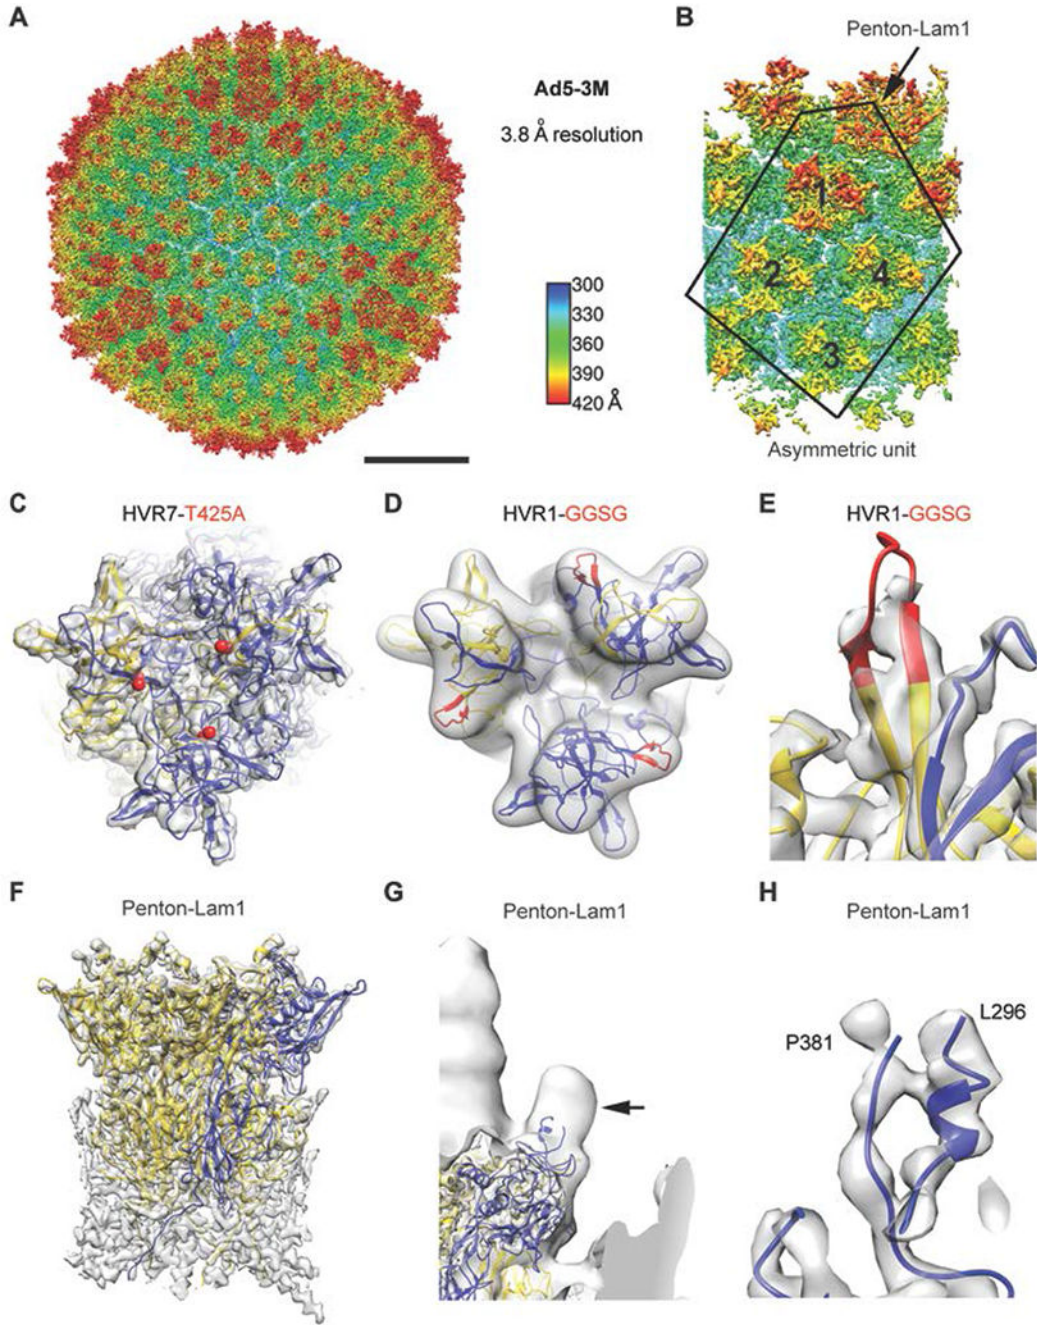 A
Ad5-3M
3.8 Å resolution
300
330
360
390
420 Å
B
Penton-Lam1
1
2
4
3
Asymmetric unit
C
HVR7-T425A
D
HVR1-GGSG
E
HVR1-GGSG
F
Penton-Lam1
G
Penton-Lam1
H
Penton-Lam1
P381
L296